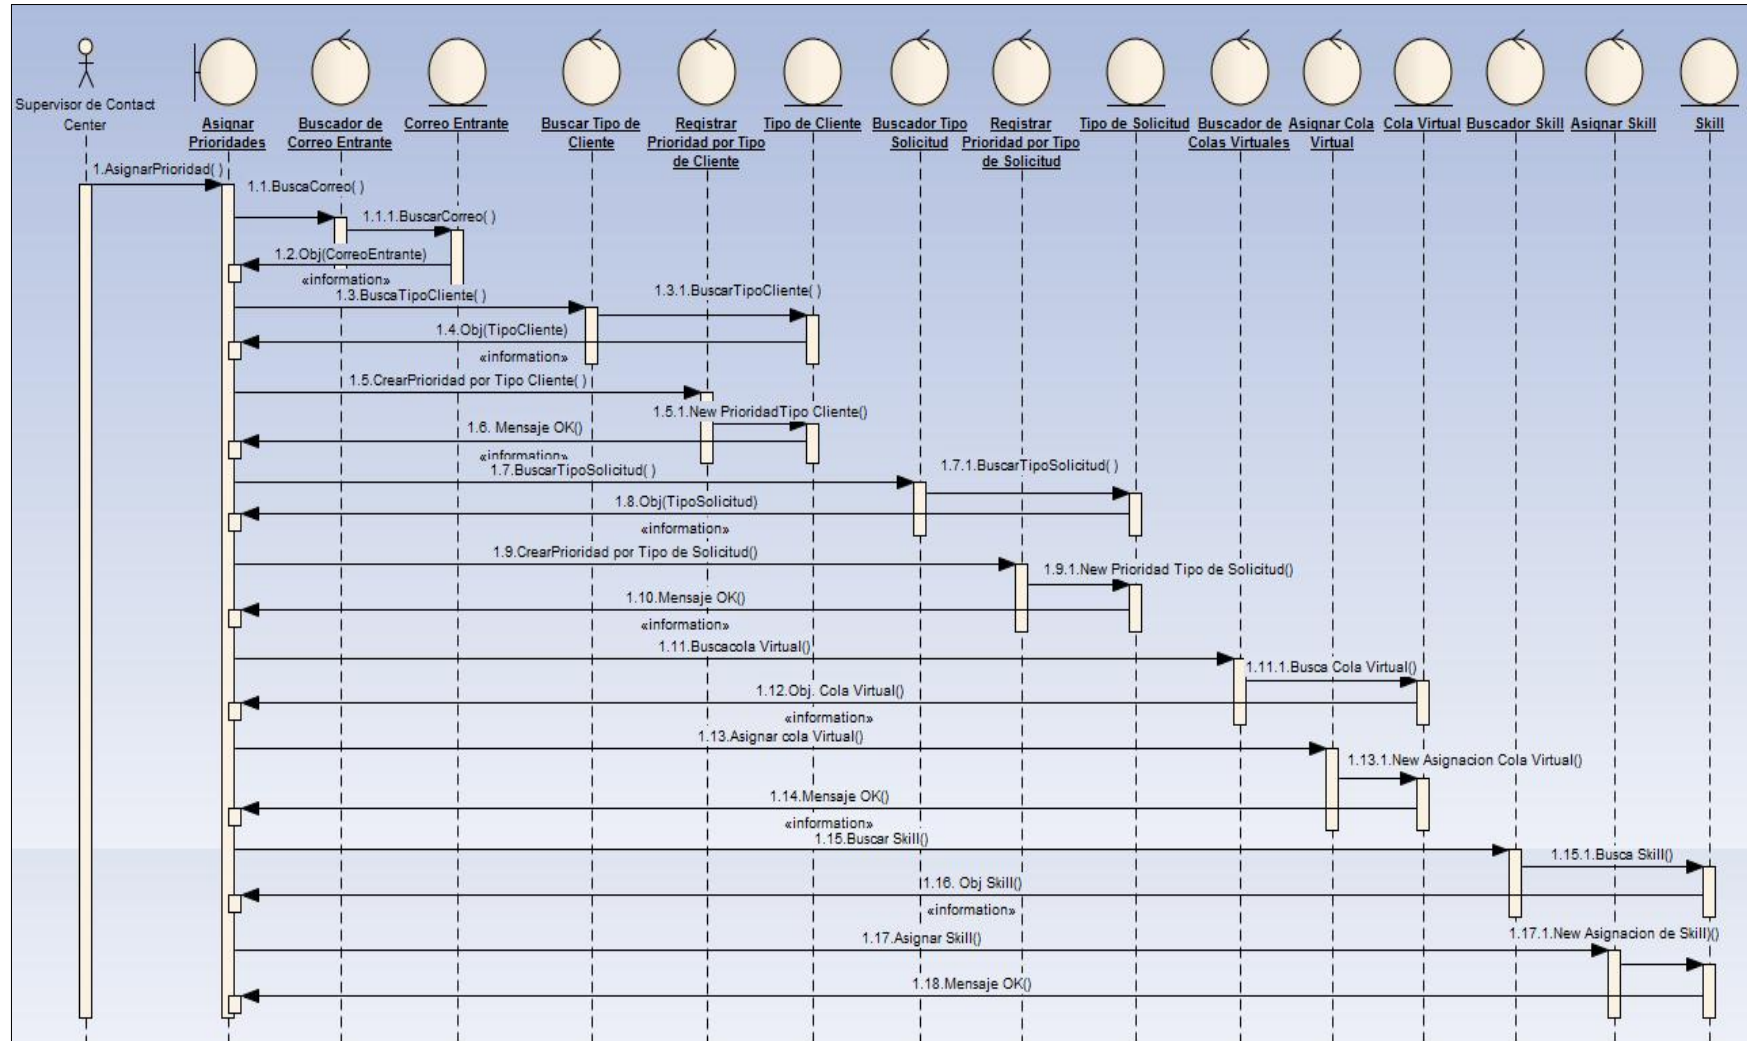 Supervisor de Contact
Center
Asignar
Prioridades
Buscador de
Correo Entrante
Correo Entrante
Buscar Tipo de
Cliente
Registrar
Prioridad por Tipo
de Cliente
Tipo de Cliente
Buscador Tipo
Solicitud
Registrar
Prioridad por Tipo
de Solicitud
Tipo de Solicitud
Buscador de
Colas Virtuales
Asignar Cola
Virtual
Cola Virtual
Buscador Skill
Asignar Skill
Skill
1.AsignarPrioridad( )
1.1.BuscaCorreo( )
1.1.1.BuscarCorreo( )
1.2.Obj(CorreoEntrante)
«information»
1.3.BuscaTipoCliente( )
1.3.1.BuscarTipoCliente( )
1.4.Obj(TipoCliente)
«information»
1.5.CrearPrioridad por Tipo Cliente( )
1.5.1.New PrioridadTipo Cliente()
1.6. Mensaje OK()
«information»
1.7.BuscarTipoSolicitud( )
1.7.1.BuscarTipoSolicitud( )
1.8.Obj(TipoSolicitud)
«information»
1.9.CrearPrioridad por Tipo de Solicitud()
1.9.1.New Prioridad Tipo de Solicitud()
1.10.Mensaje OK()
«information»
1.11.Buscacola Virtual()
1.11.1.Busca Cola Virtual()
1.12.Obj. Cola Virtual()
«information»
1.13.Asignar cola Virtual()
1.13.1.New Asignacion Cola Virtual()
1.14.Mensaje OK()
«information»
1.15.Buscar Skill()
1.15.1.Busca Skill()
1.16. Obj Skill()
«information»
1.17.Asignar Skill()
1.17.1.New Asignacion de Skill)()
1.18.Mensaje OK()